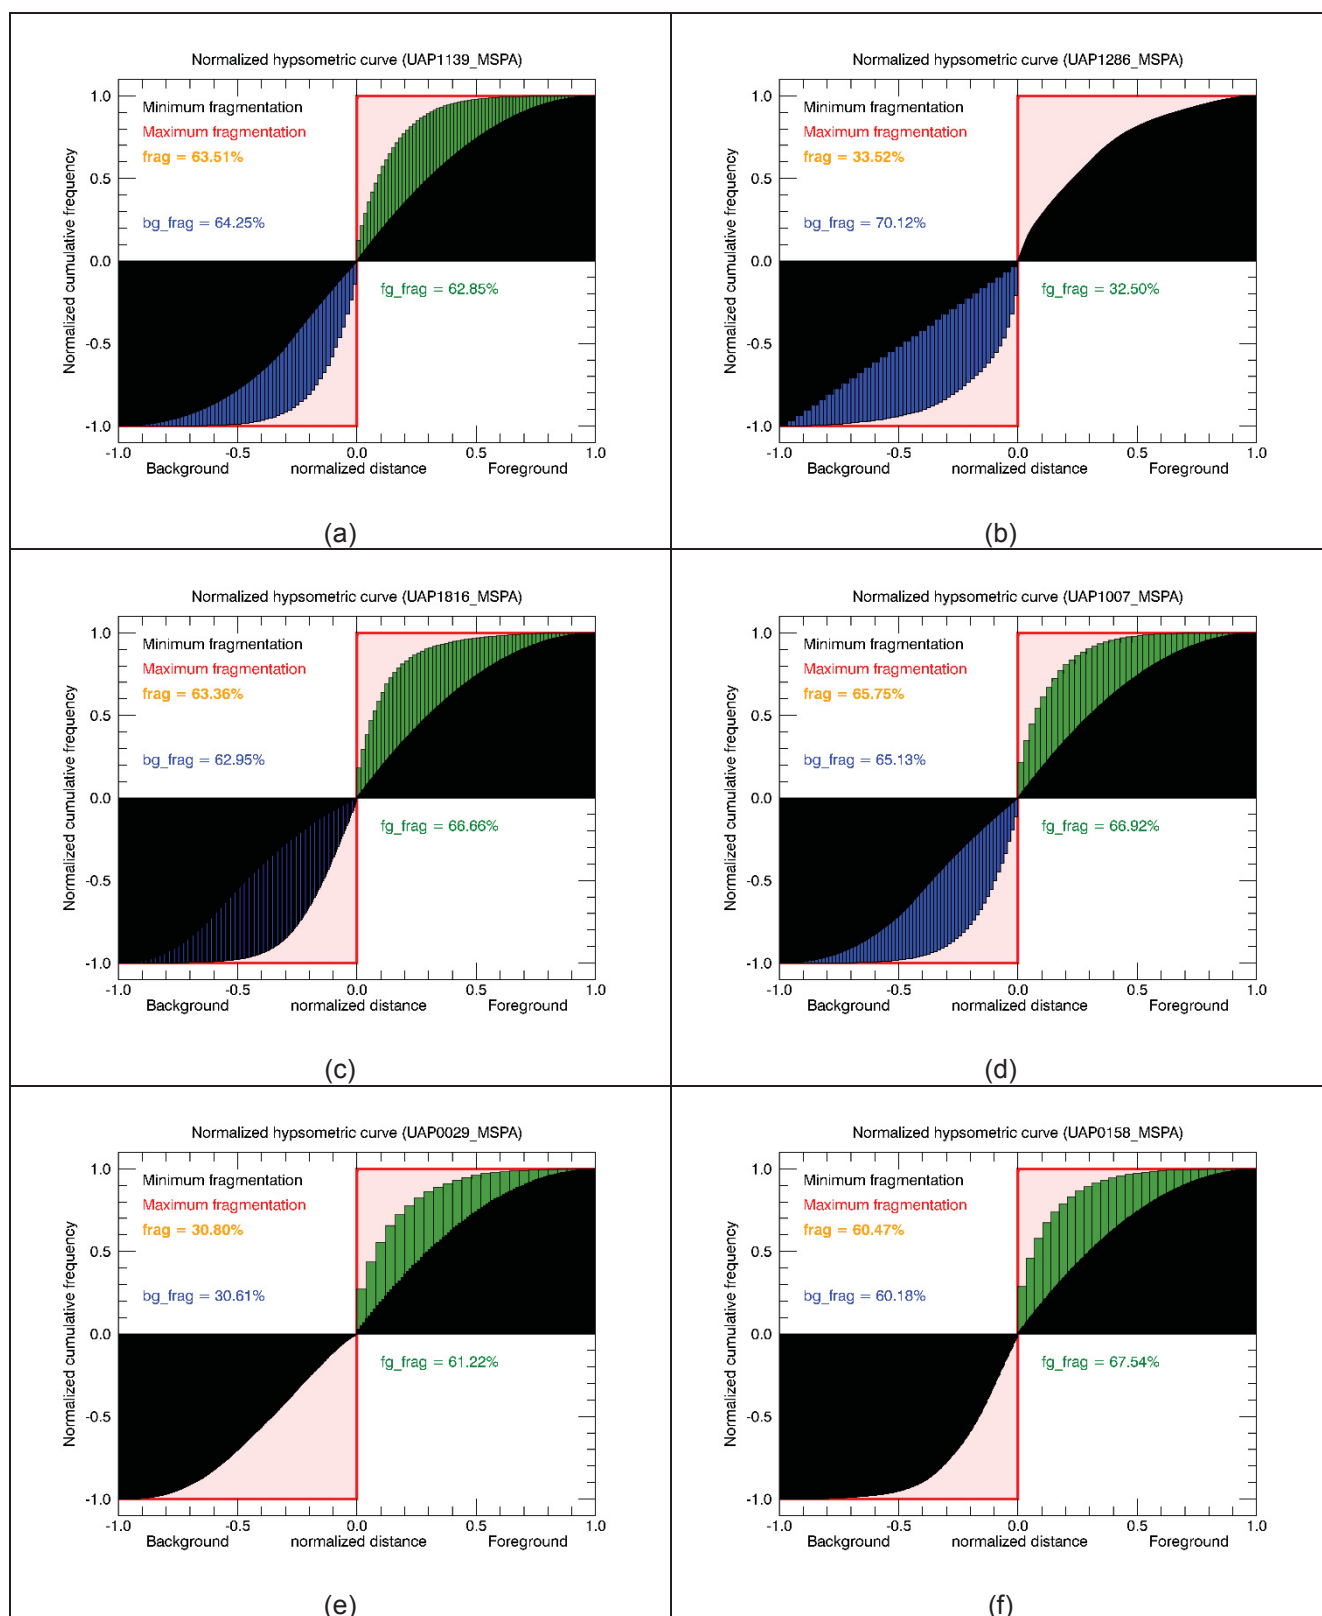 Normalized hypsometric curve (UAP1139_MSPA)
Normalized cumulative frequency
1.0
0.5
0.0
-0.5
-1.0
Minimum fragmentation
Maximum fragmentation
frag = 63.51%
bg_frag = 64.25%
fg_frag = 62.85%
-1.0 -0.5 0.0 0.5 1.0
Background normalized distance Foreground
(a)
Normalized hypsometric curve (UAP1286_MSPA)
Normalized cumulative frequency
1.0
0.5
0.0
-0.5
-1.0
Minimum fragmentation
Maximum fragmentation
frag = 33.52%
bg_frag = 70.12%
fg_frag = 32.50%
-1.0 -0.5 0.0 0.5 1.0
Background normalized distance Foreground
(b)
Normalized hypsometric curve (UAP1816_MSPA)
Normalized cumulative frequency
1.0
0.5
0.0
-0.5
-1.0
Minimum fragmentation
Maximum fragmentation
frag = 63.36%
bg_frag = 62.95%
fg_frag = 66.66%
-1.0 -0.5 0.0 0.5 1.0
Background normalized distance Foreground
(c)
Normalized hypsometric curve (UAP1007_MSPA)
Normalized cumulative frequency
1.0
0.5
0.0
-0.5
-1.0
Minimum fragmentation
Maximum fragmentation
frag = 65.75%
bg_frag = 65.13%
fg_frag = 66.92%
-1.0 -0.5 0.0 0.5 1.0
Background normalized distance Foreground
(d)
Normalized hypsometric curve (UAP0029_MSPA)
Normalized cumulative frequency
1.0
0.5
0.0
-0.5
-1.0
Minimum fragmentation
Maximum fragmentation
frag = 30.80%
bg_frag = 30.61%
fg_frag = 61.22%
-1.0 -0.5 0.0 0.5 1.0
Background normalized distance Foreground
(e)
Normalized hypsometric curve (UAP0158_MSPA)
Normalized cumulative frequency
1.0
0.5
0.0
-0.5
-1.0
Minimum fragmentation
Maximum fragmentation
frag = 60.47%
bg_frag = 60.18%
fg_frag = 67.54%
-1.0 -0.5 0.0 0.5 1.0
Background normalized distance Foreground
(f)